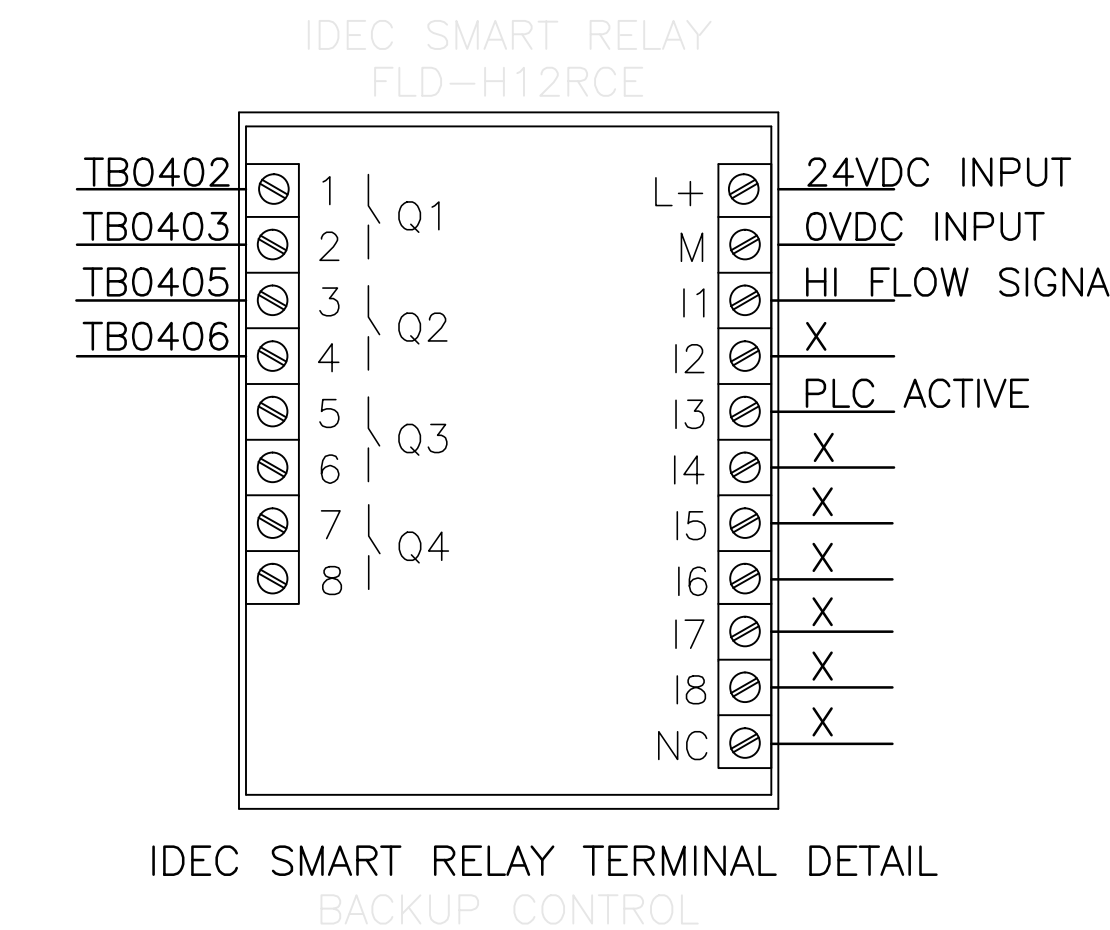 IDEC SMART RELAY
FLD-H12RCE
TB0402 1 Q1 L+ 24VDC INPUT
TB0403 2 M 0VDC INPUT
TB0405 3 Q2 I1 HI FLOW SIGNA
TB0406 4 I2 X
5 Q3 I3 PLC ACTIVE
6 I4 X
7 Q4 I5 X
8 I6 X
I7 X
I8 X
NC X
IDEC SMART RELAY TERMINAL DETAIL
BACKUP CONTROL